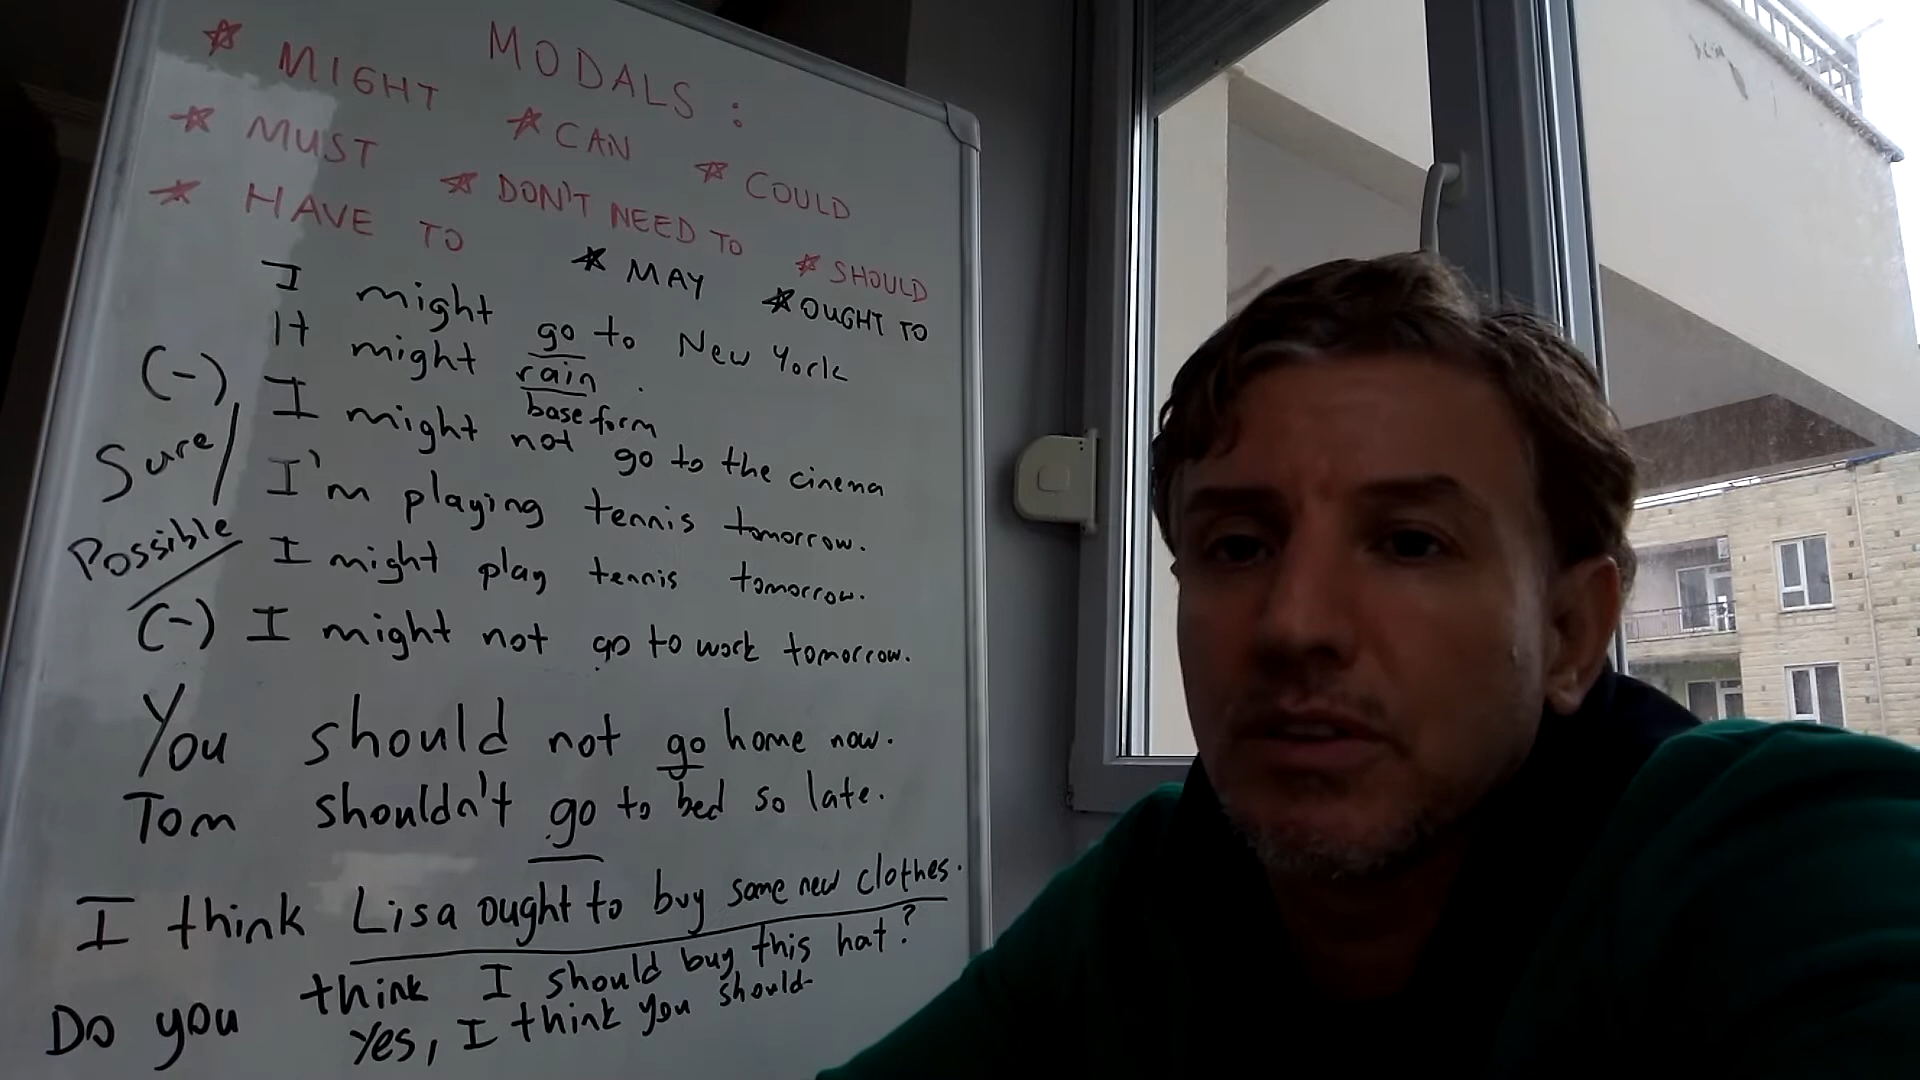 MODALS :
* MIGHT * CAN * COULD
* MUST * DON'T NEED TO * SHOULD
* HAVE TO * MAY * OUGHT TO
I might go to New York
It might rain .
base form
(-) I might not go to the cinema
Sure / I'm playing tennis tomorrow.
Possible / I might play tennis tomorrow.
(-) I might not go to work tomorrow.
You should not go home now.
Tom shouldn't go to bed so late.
I think Lisa ought to buy some new clothes.
Do you think I should buy this hat?
Yes, I think you should.